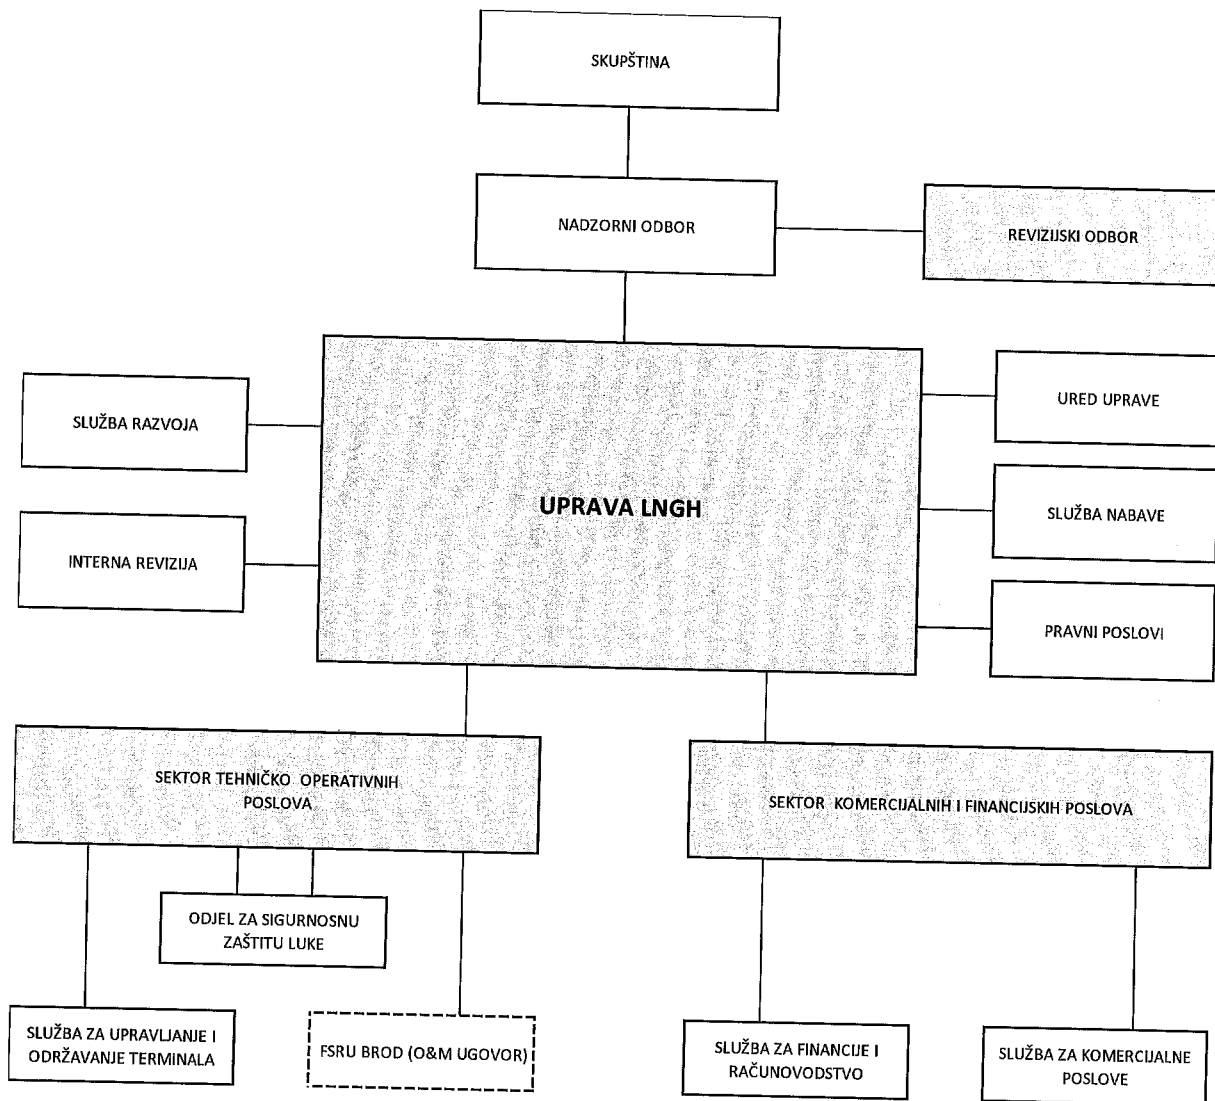 SKUPŠTINA
NADZORNI ODBOR
REVIZIJSKI ODBOR
SLUŽBA RAZVOJA
URED UPRAVE
UPRAVA LNGH
SLUŽBA NABAVE
INTERNA REVIZIJA
PRAVNI POSLOVI
SEKTOR TEHNIČKO OPERATIVNIH
POSLOVA
SEKTOR KOMERCIJALNIH I FINANCIJSKIH POSLOVA
ODJEL ZA SIGURNOSNU
ZAŠTITU LUKE
SLUŽBA ZA UPRAVLJANJE I
ODRŽAVANJE TERMINALA
FSRU BROD (O&M UGOVOR)
SLUŽBA ZA FINANCIJE I
RAČUNOVODSTVO
SLUŽBA ZA KOMERCIJALNE
POSLOVE